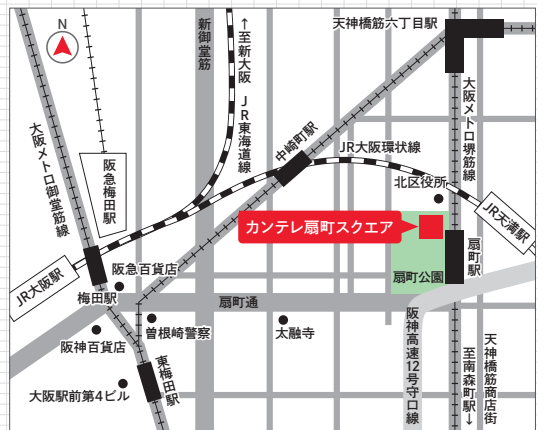 N
新御堂筋
↑至新大阪
JR東海道線
天神橋筋六丁目駅
大阪メトロ御堂筋線
阪急梅田駅
中崎町駅
JR大阪環状線
大阪メトロ堺筋線
北区役所
JR天満駅
カンテレ扇町スクエア
扇町駅
扇町公園
JR大阪駅
阪急百貨店
梅田駅
扇町通
曽根崎警察
太融寺
阪神百貨店
東梅田駅
大阪駅前第4ビル
阪神高速12号守口線
至南森町駅↓
天神橋筋商店街